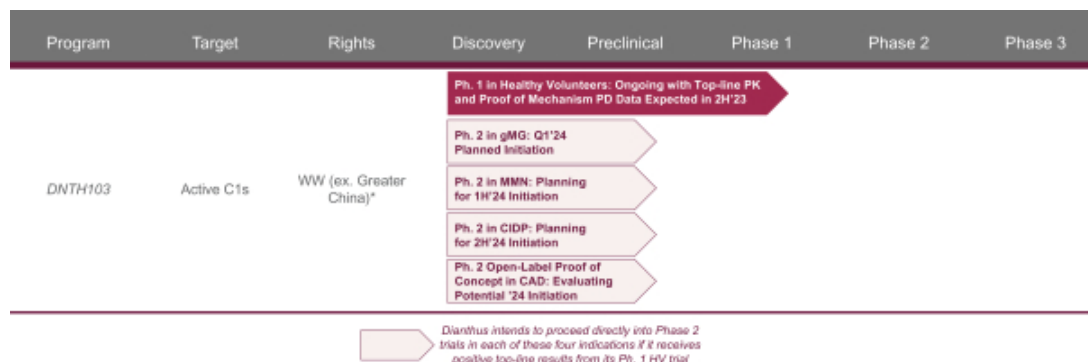 Program Target Rights Discovery Preclinical Phase 1 Phase 2 Phase 3
Ph. 1 in Healthy Volunteers: Ongoing with Top-line PK
and Proof of Mechanism PD Data Expected in 2H'23
Ph. 2 in gMG: Q1'24
Planned Initiation
DNTH103
Active C1s
WW (ex. Greater
China)*
Ph. 2 in MMN: Planning
for 1H'24 Initiation
Ph. 2 in CIDP: Planning
for 2H'24 Initiation
Ph. 2 Open-Label Proof of
Concept in CAD: Evaluating
Potential '24 Initiation
Dianthus intends to proceed directly into Phase 2
trials in each of these four indications if it receives
positive top-line results from its Ph. 1 HV trial